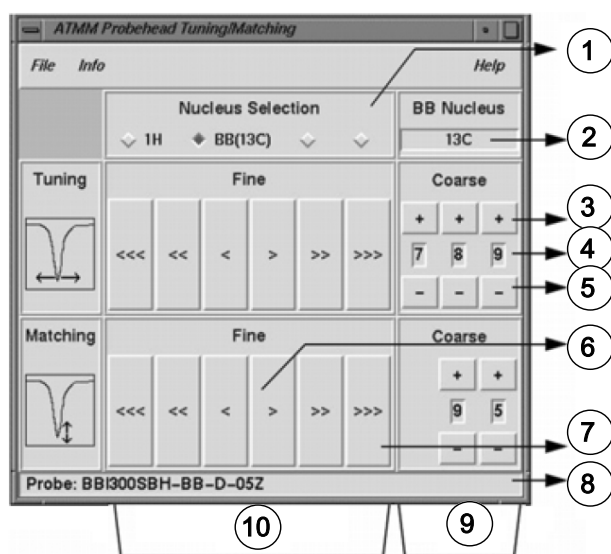 ATMM Probehead Tuning/Matching
File Info Help
Nucleus Selection BB Nucleus
1H BB(13C) 13C
Tuning Fine Coarse
+ + +
<<< << < > >> >>> 7 8 9
- - -
Matching Fine Coarse
+ +
<<< << < > >> >>> 9 5
- -
Probe: BBI300SBH-BB-D-05Z
1
2
3
4
5
6
7
8
10 9